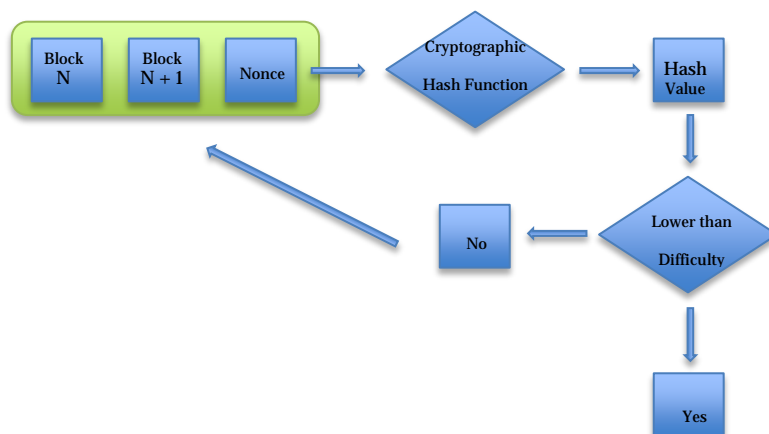 Block
N
Block
N + 1
Nonce
Cryptographic
Hash Function
Hash
Value
Lower than
Difficulty
No
Yes